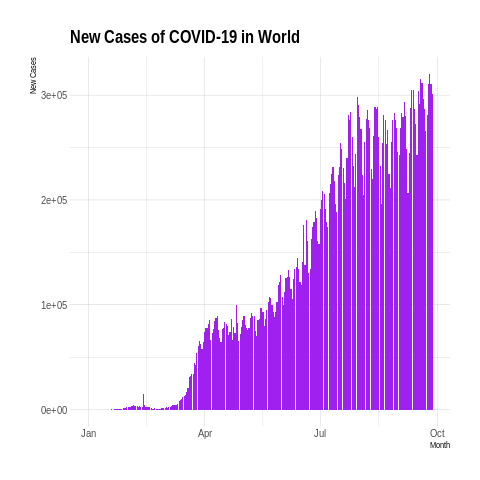 New Cases of COVID-19 in World
New Cases
3e+05
2e+05
1e+05
0e+00
Jan Apr Jul Oct
Month